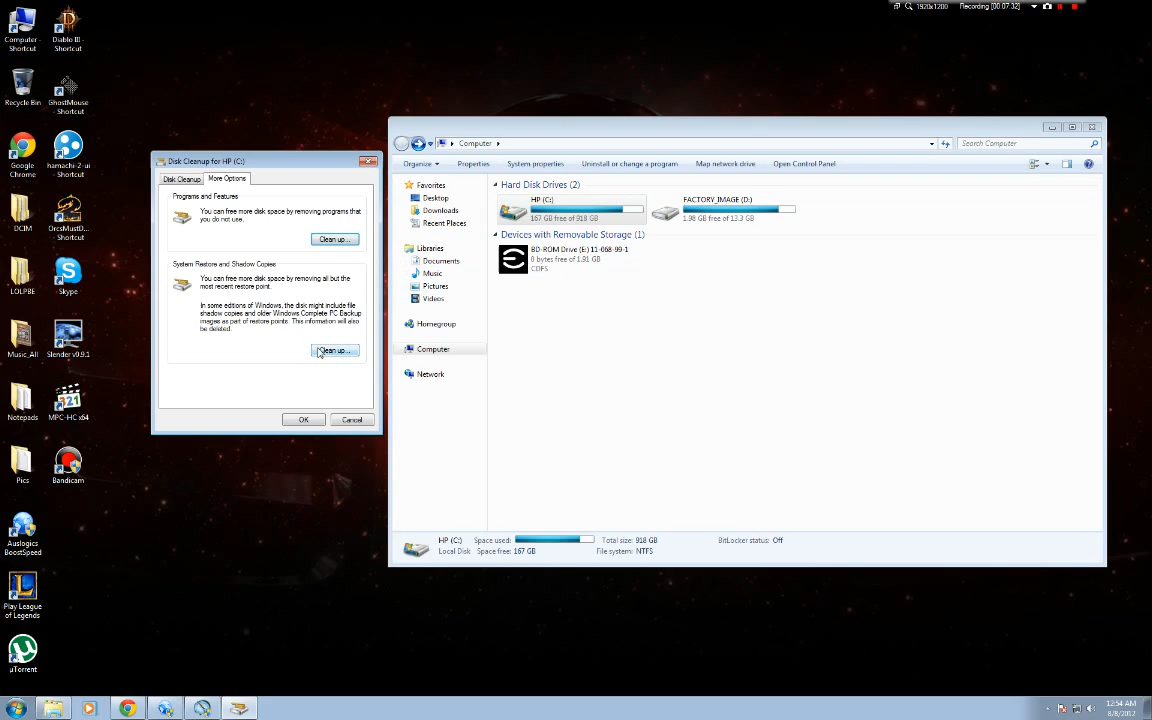 1920x1200 Recording [00:07:32]
Computer - Shortcut
Diablo III - Shortcut
Recycle Bin
GhostMouse - Shortcut
Google Chrome
hamachi-2-ui - Shortcut
DCIM
OrcsMustD... - Shortcut
LOLPBE
Skype
Music_All
Slender v0.9.1
Notepads
MPC-HC x64
Pics
Bandicam
Auslogics BoostSpeed
Play League of Legends
µTorrent
Disk Cleanup for HP (C:)
Disk Cleanup More Options
Programs and Features
You can free more disk space by removing programs that
you do not use.
Clean up...
System Restore and Shadow Copies
You can free more disk space by removing all but the
most recent restore point.
In some editions of Windows, the disk might include file
shadow copies and older Windows Complete PC Backup
images as part of restore points. This information will also
be deleted.
Clean up...
OK Cancel
Computer
Search Computer
Organize Properties System properties Uninstall or change a program Map network drive Open Control Panel
Favorites
Desktop
Downloads
Recent Places
Libraries
Documents
Music
Pictures
Videos
Homegroup
Computer
Network
Hard Disk Drives (2)
HP (C:)
167 GB free of 918 GB
FACTORY_IMAGE (D:)
1.98 GB free of 13.3 GB
Devices with Removable Storage (1)
BD-ROM Drive (E:) 11-068-99-1
0 bytes free of 1.91 GB
CDFS
HP (C:) Space used: Total size: 918 GB BitLocker status: Off
Local Disk Space free: 167 GB File system: NTFS
12:54 AM
8/8/2012